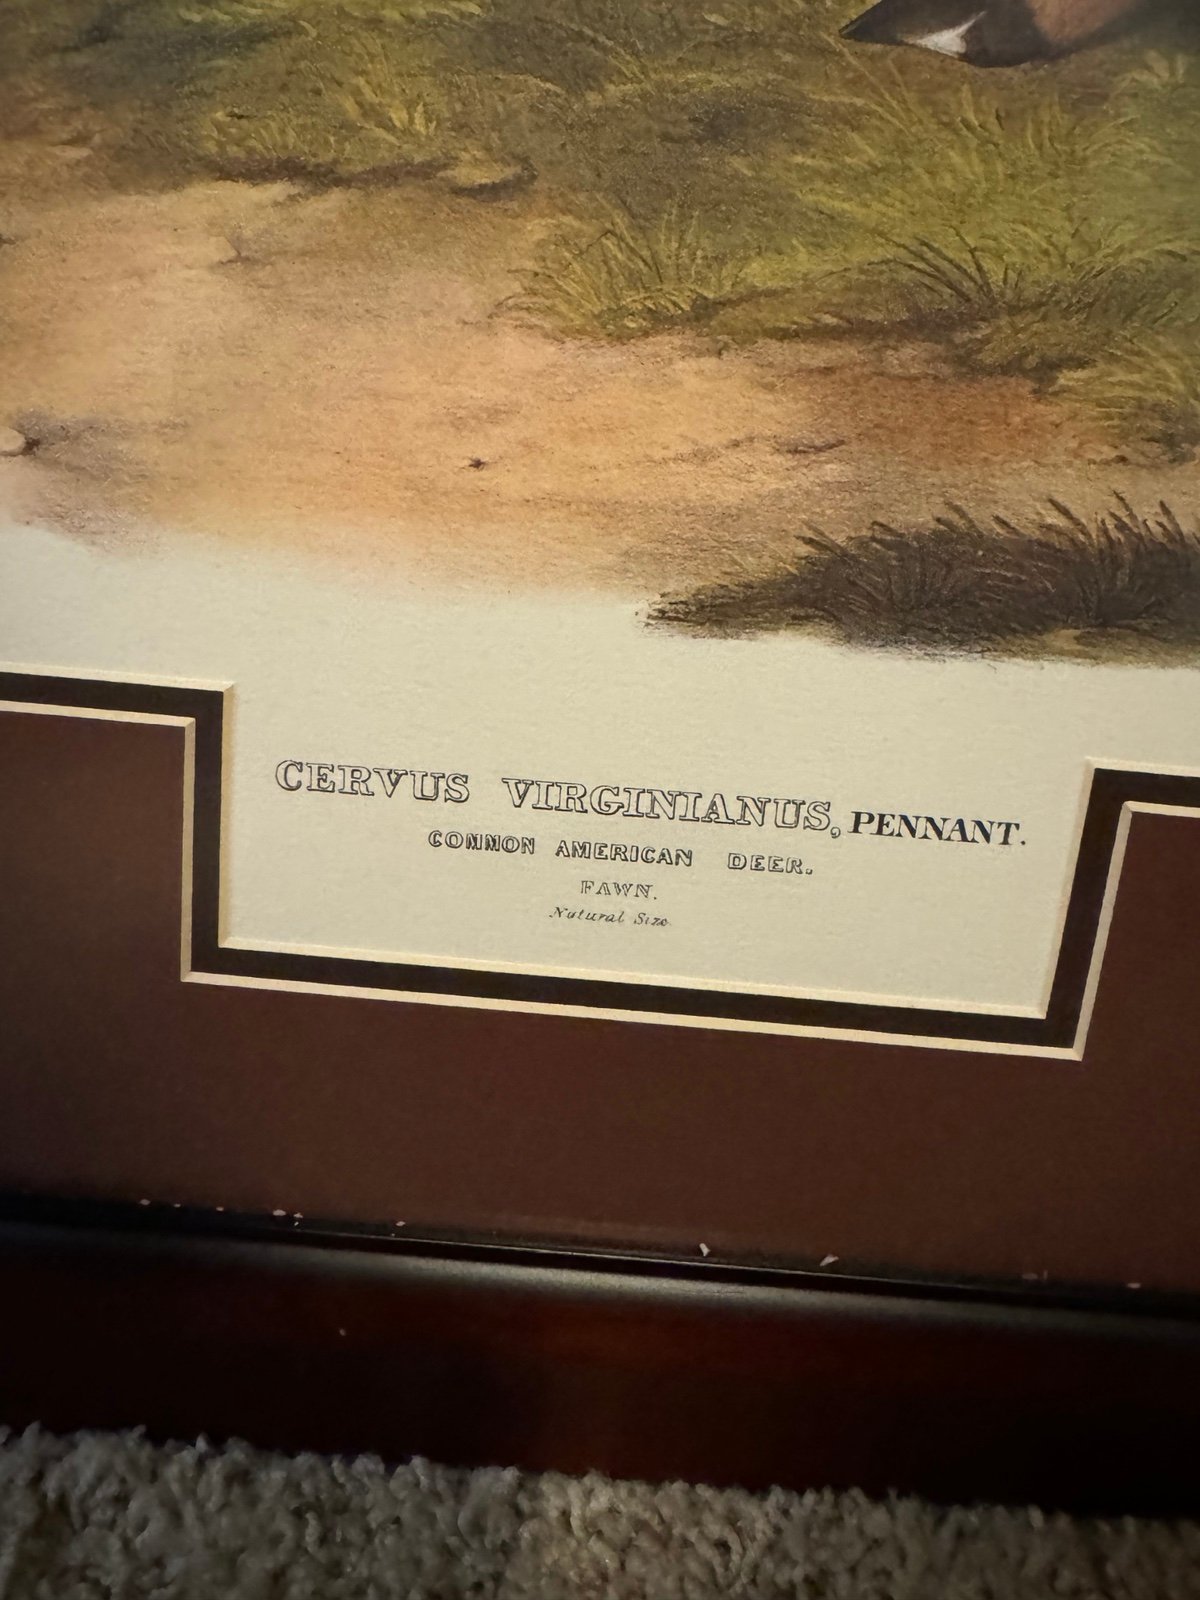 CERVUS VIRGINIANUS, PENNANT.
COMMON AMERICAN DEER.
FAWN.
Natural Size